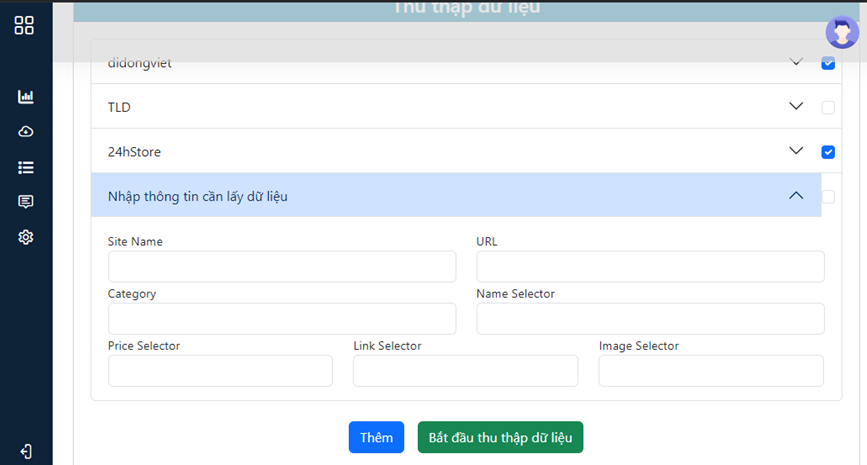 Thu thập dữ liệu
didongviet
TLD
24hStore
Nhập thông tin cần lấy dữ liệu
Site Name URL
Category Name Selector
Price Selector Link Selector Image Selector
Thêm Bắt đầu thu thập dữ liệu